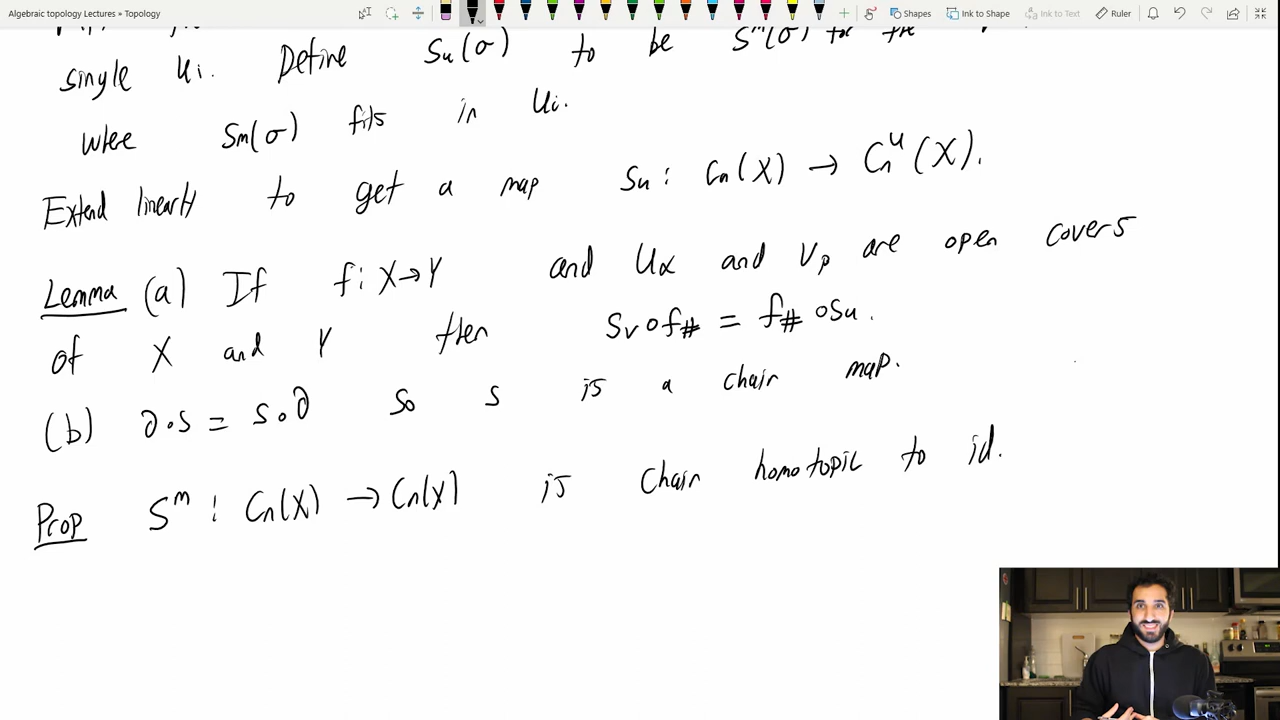 Algebraic topology Lectures » Topology
Shapes Ink to Shape Ink to Text Ruler
single Ui. Define Su(σ) to be S^m(σ) for the
where Sm(σ) fits in Ui.
Extend linearly to get a map Su : Cn(X) → Cn^U(X).
Lemma (a) If f: X→Y and Uα and Vβ are open covers
of X and Y then Sv∘f# = f#∘Su.
(b) ∂∘S = S∘∂ so S is a chain map.
Prop S^m : Cn(X) → Cn(X) is chain homotopic to id.